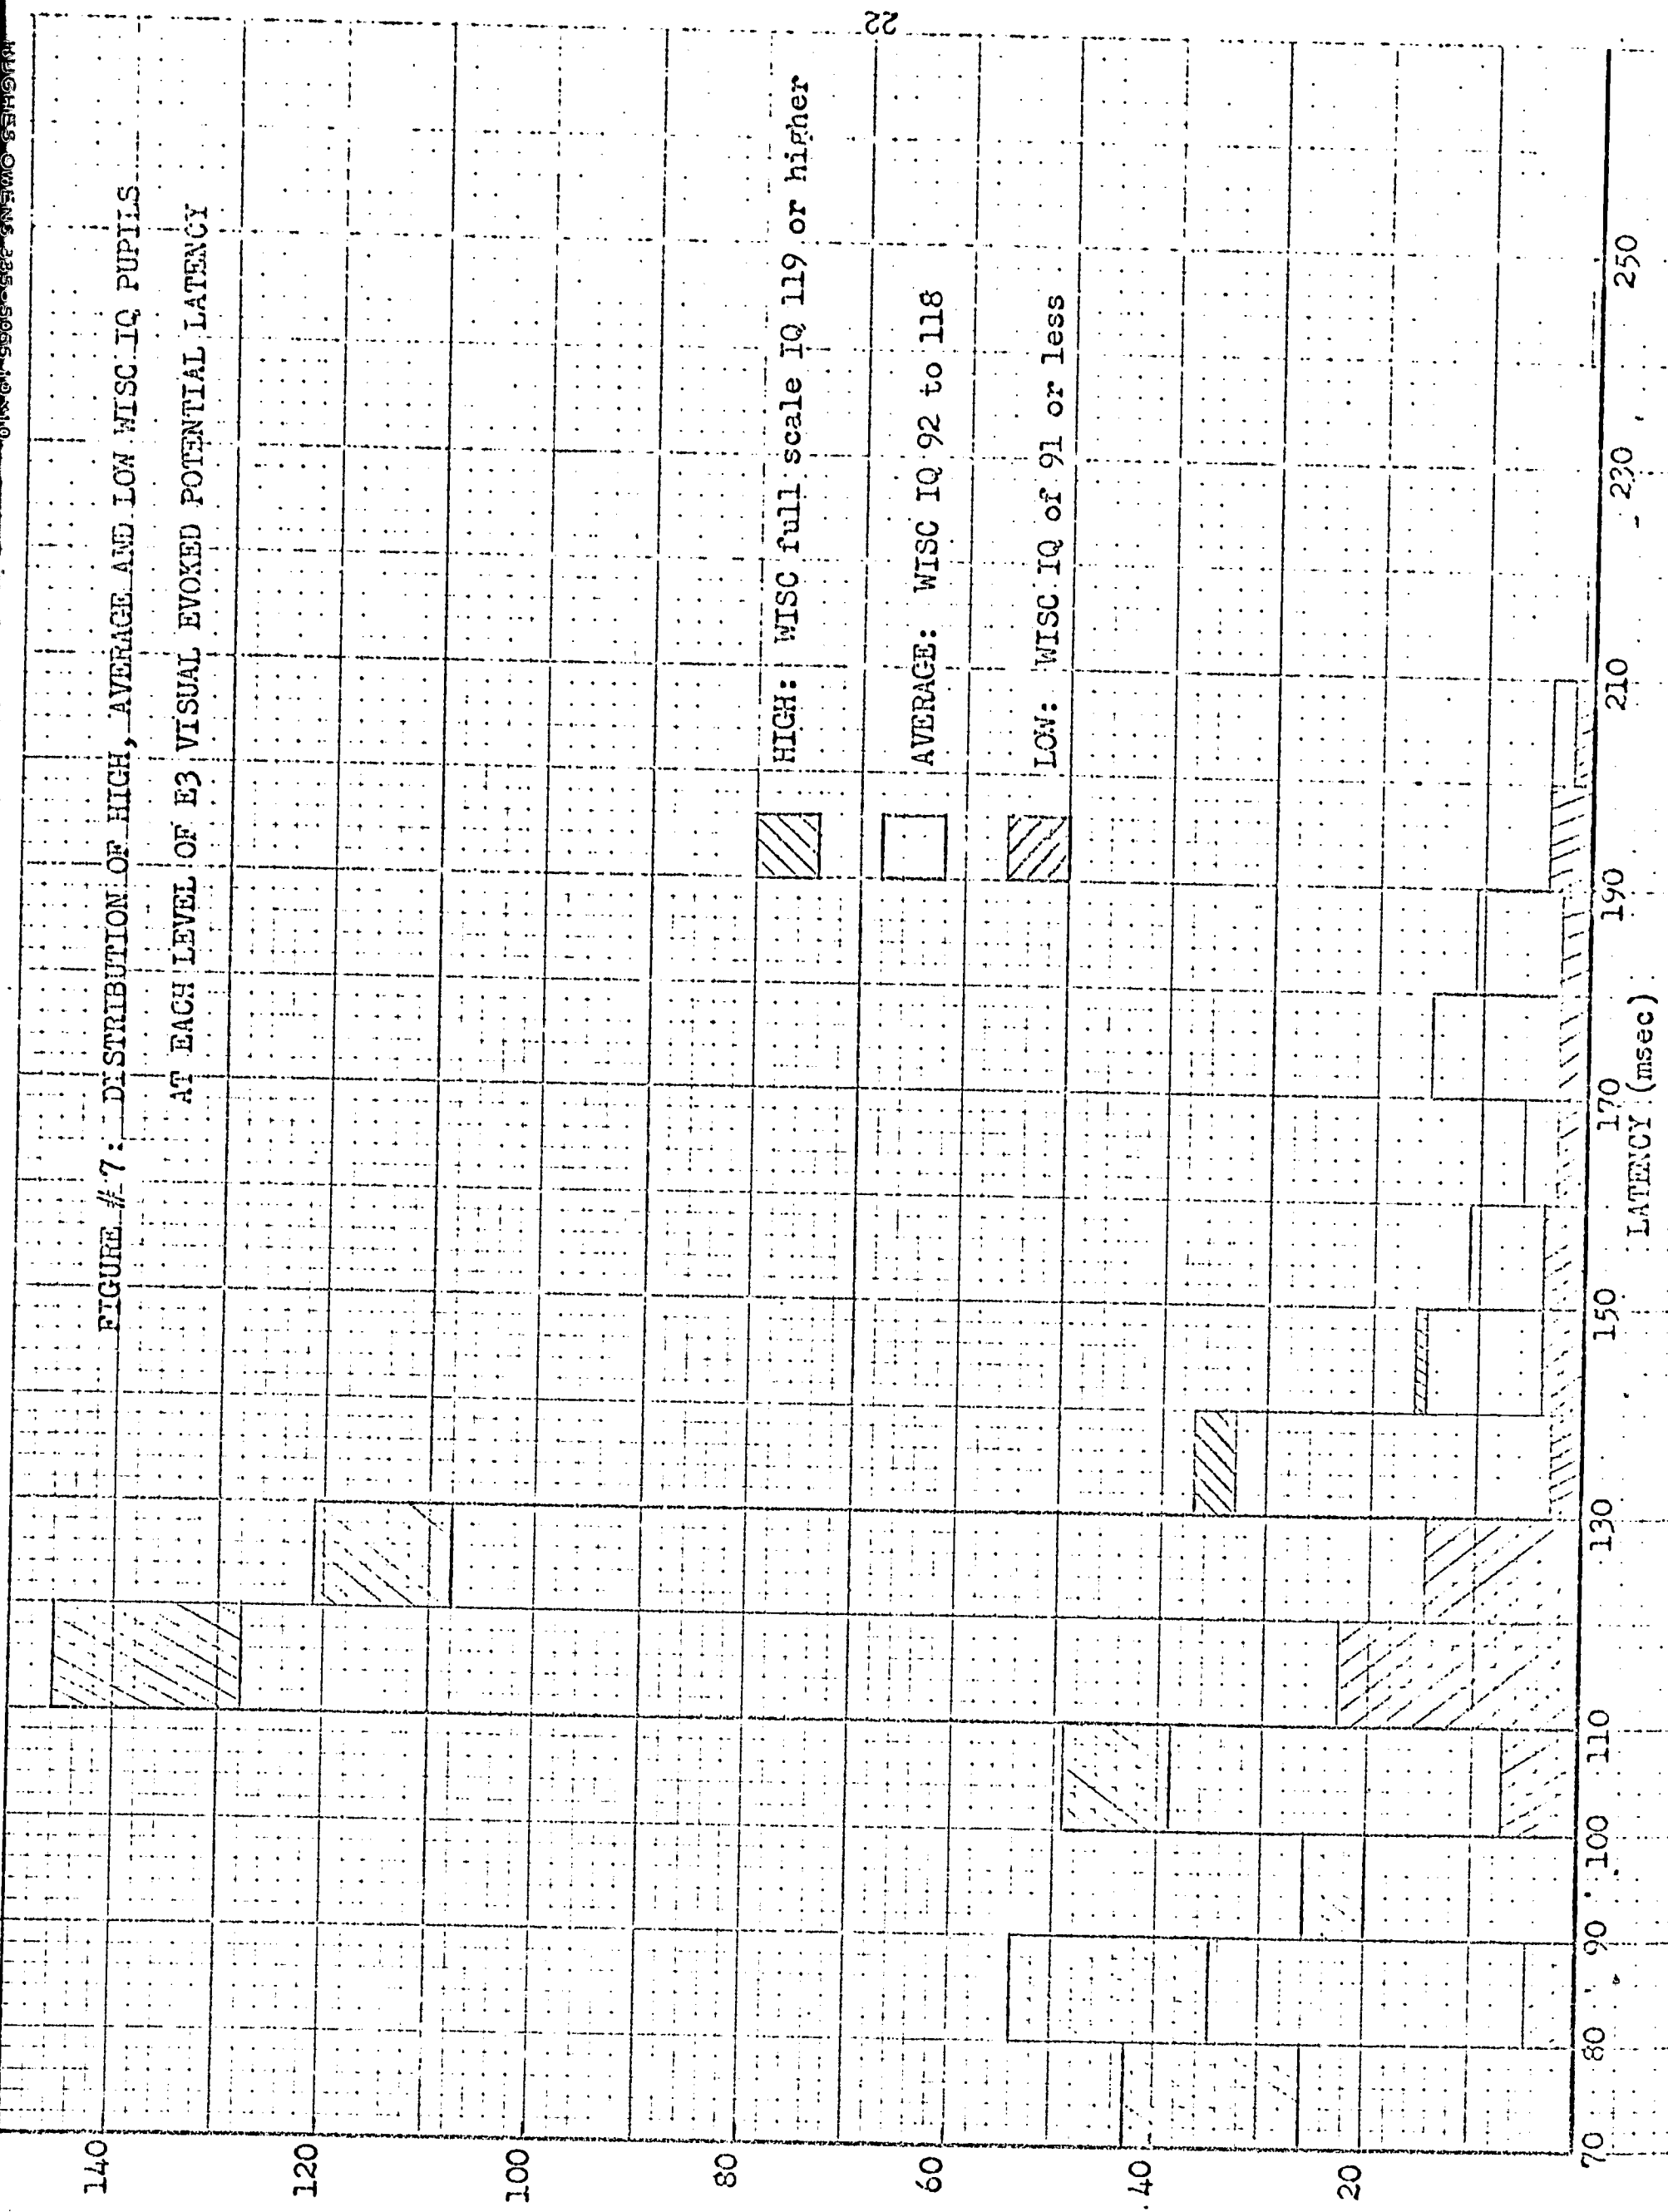 FIGURE # 7: DISTRIBUTION OF HIGH, AVERAGE AND LOW WISC IQ PUPILS
AT EACH LEVEL OF E3 VISUAL EVOKED POTENTIAL LATENCY
HIGH: WISC full scale IQ 119 or higher
AVERAGE: WISC IQ 92 to 118
LOW: WISC IQ of 91 or less
140
120
100
80
60
40
20
70 80 90 100 110 130 150 170 190 210 230 250
LATENCY (msec)
22